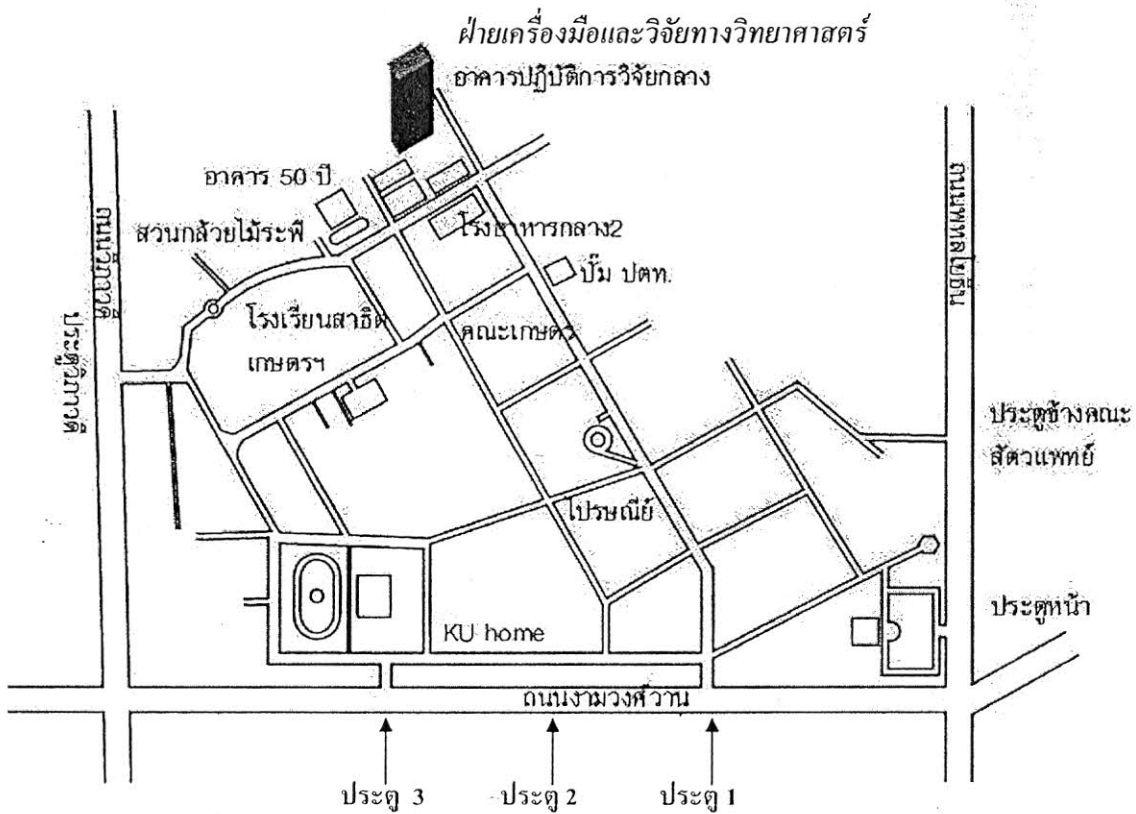 ฝ่ายเครื่องมือและวิจัยทางวิทยาศาสตร์
อาคารปฏิบัติการวิจัยกลาง
อาคาร 50 ปี
สวนกล้วยไม้ระพี
โรงอาหารกลาง2
ปั๊ม ปตท.
ถนนวิภาวดี
ถนนพหลโยธิน
โรงเรียนสาธิต
เกษตรฯ
คณะเกษตร
ประตูวิภาวดี
ประตูข้างคณะ
สัตวแพทย์
ไปรษณีย์
ประตูหน้า
KU home
ถนนงามวงศ์วาน
ประตู 3
ประตู 2
ประตู 1